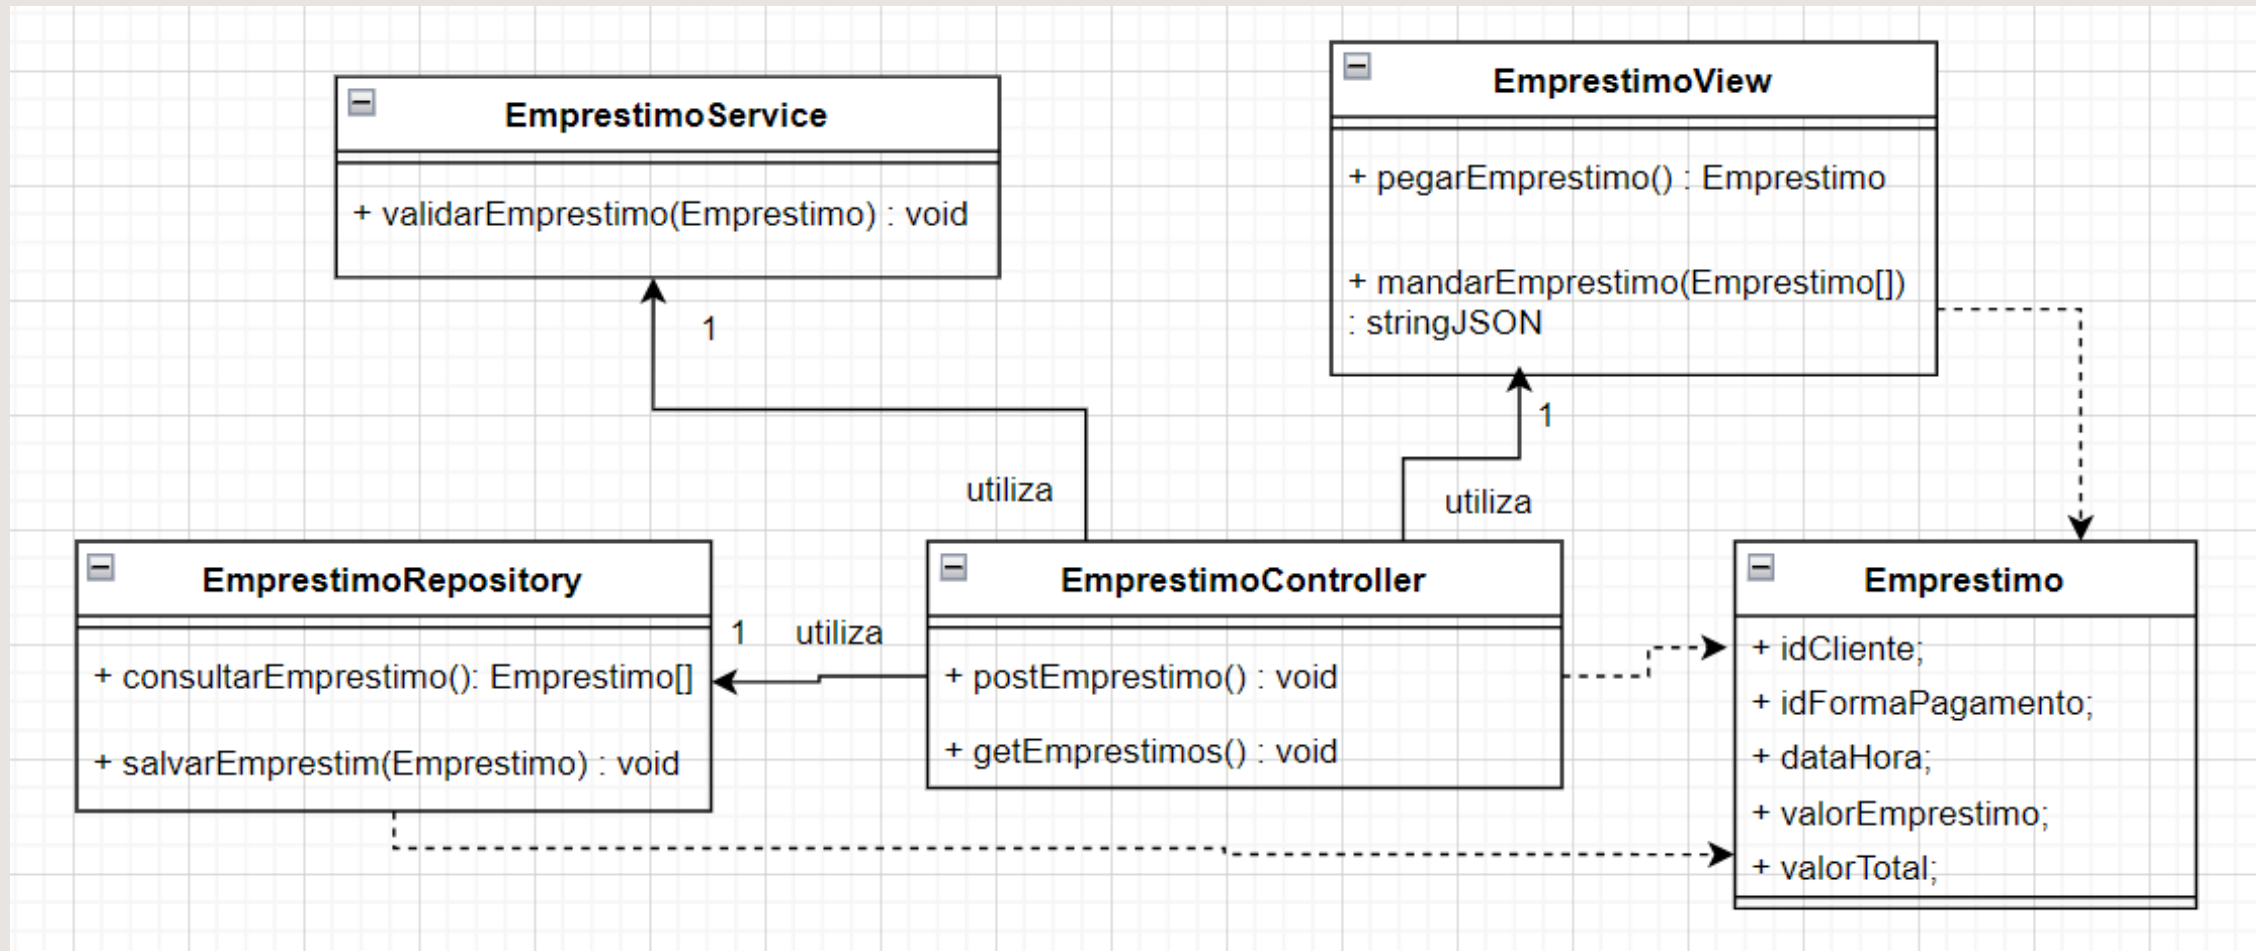 EmprestimoService
+ validarEmprestimo(Emprestimo) : void
EmprestimoView
+ pegarEmprestimo() : Emprestimo
+ mandarEmprestimo(Emprestimo[])
: stringJSON
1
1
utiliza
utiliza
EmprestimoRepository
+ consultarEmprestimo(): Emprestimo[]
+ salvarEmprestim(Emprestimo) : void
1
utiliza
EmprestimoController
+ postEmprestimo() : void
+ getEmprestimos() : void
Emprestimo
+ idCliente;
+ idFormaPagamento;
+ dataHora;
+ valorEmprestimo;
+ valorTotal;